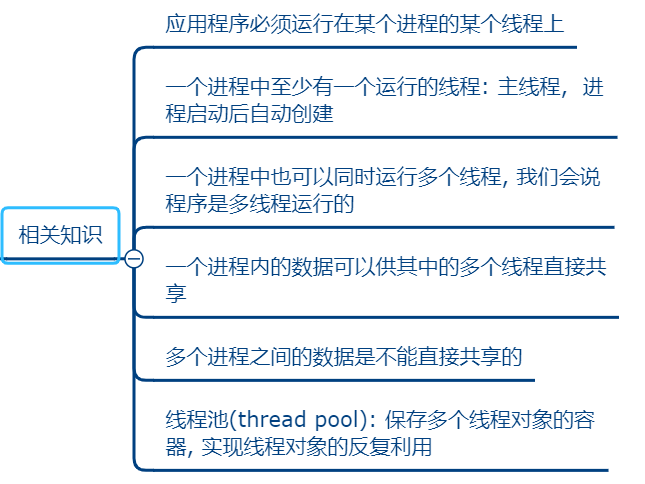 应用程序必须运行在某个进程的某个线程上
一个进程中至少有一个运行的线程：主线程，进
程启动后自动创建
一个进程中也可以同时运行多个线程, 我们会说
程序是多线程运行的
相关知识
一个进程内的数据可以供其中的多个线程直接共
享
多个进程之间的数据是不能直接共享的
线程池(thread pool)：保存多个线程对象的容
器, 实现线程对象的反复利用